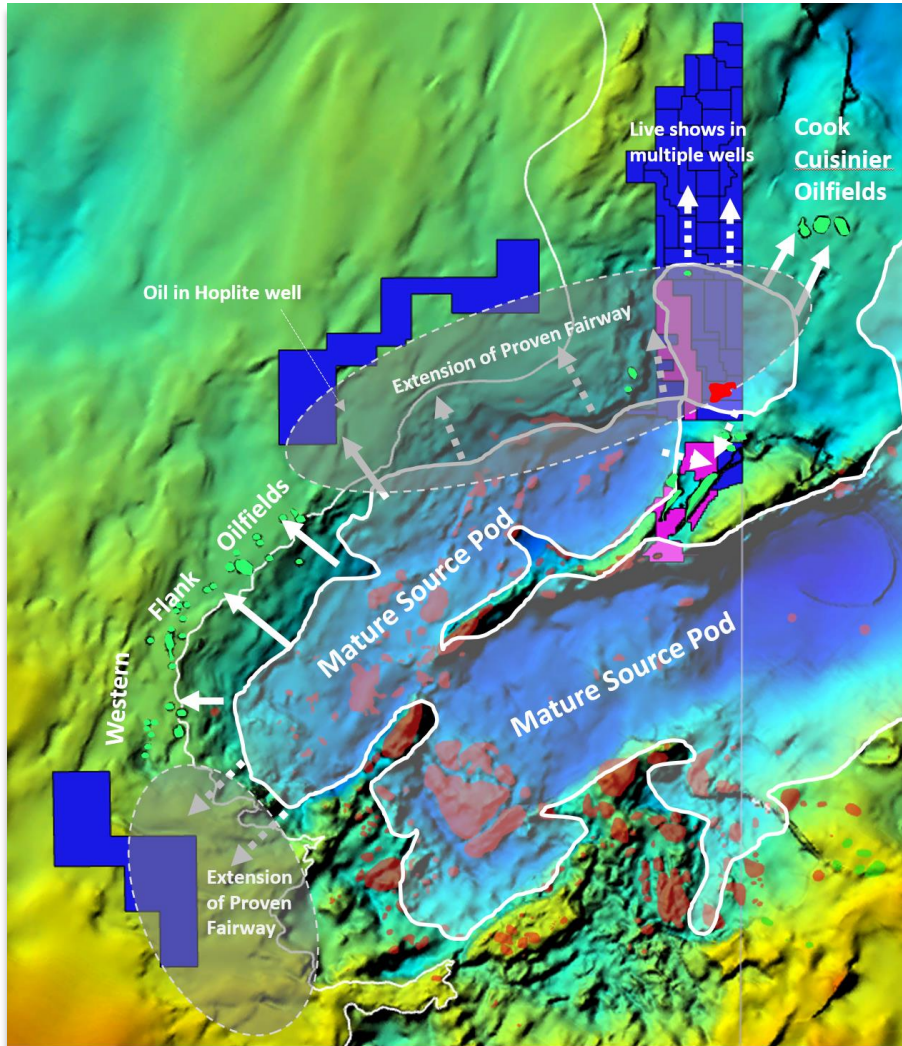 Live shows in
multiple wells
Cook
Cuisinier
Oilfields
Oil in Hoplite well
Extension of Proven Fairway
Western Flank Oilfields
Mature Source Pod
Mature Source Pod
Extension
of Proven
Fairway